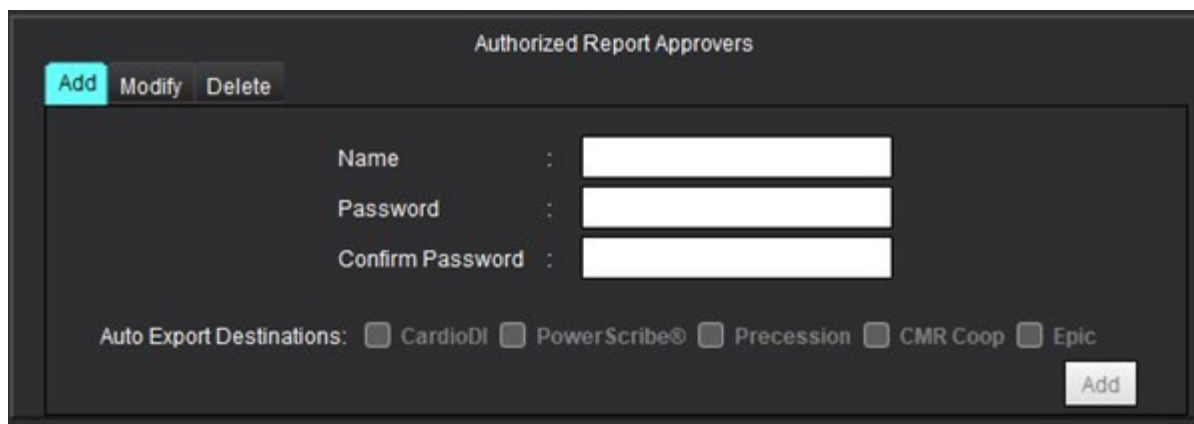 Authorized Report Approvers
Add Modify Delete
Name :
Password :
Confirm Password :
Auto Export Destinations: CardioDI PowerScribe® Precession CMR Coop Epic
Add